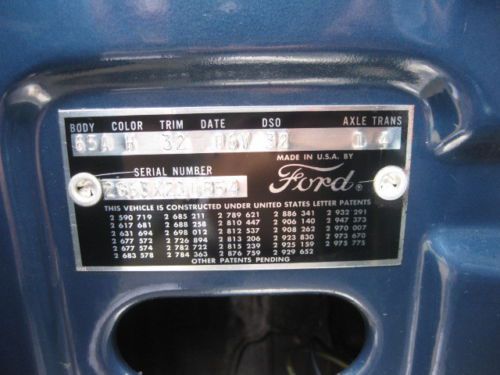 BODY COLOR TRIM DATE DSO AXLE TRANS
65A H 32 32 1 4
SERIAL NUMBER
MADE IN U.S.A. BY
Ford®
THIS VEHICLE IS CONSTRUCTED UNDER UNITED STATES LETTER PATENTS
2 590 719 2 685 211 2 789 621 2 886 341 2 932 291
2 617 681 2 688 258 2 810 447 2 906 140 2 947 373
2 631 694 2 698 012 2 812 537 2 908 262 2 970 007
2 677 572 2 726 894 2 813 206 2 923 830 2 973 670
2 677 574 2 782 722 2 815 239 2 925 159 2 975 775
2 683 578 2 784 363 2 876 759 2 929 652
OTHER PATENTS PENDING